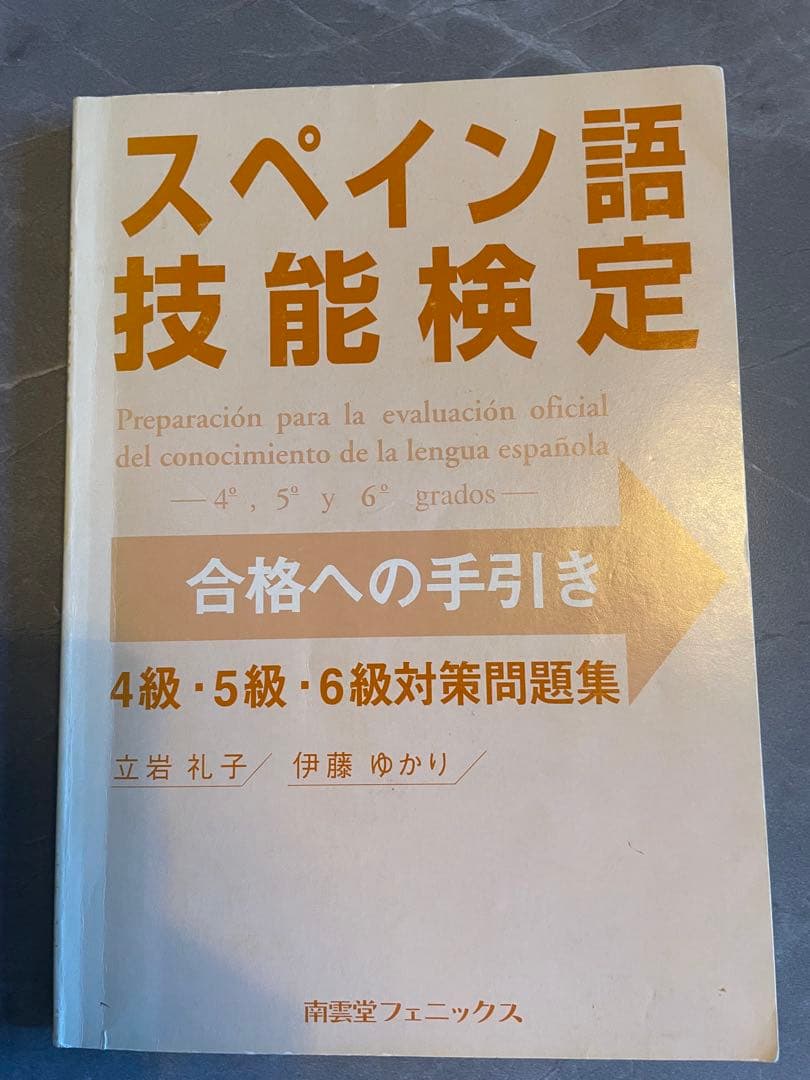 スペイン語
技能検定
Preparación para la evaluación oficial
del conocimiento de la lengua española
—4º, 5º y 6º grados—
合格への手引き
4級・5級・6級対策問題集
立岩 礼子／ 伊藤 ゆかり／
南雲堂フェニックス